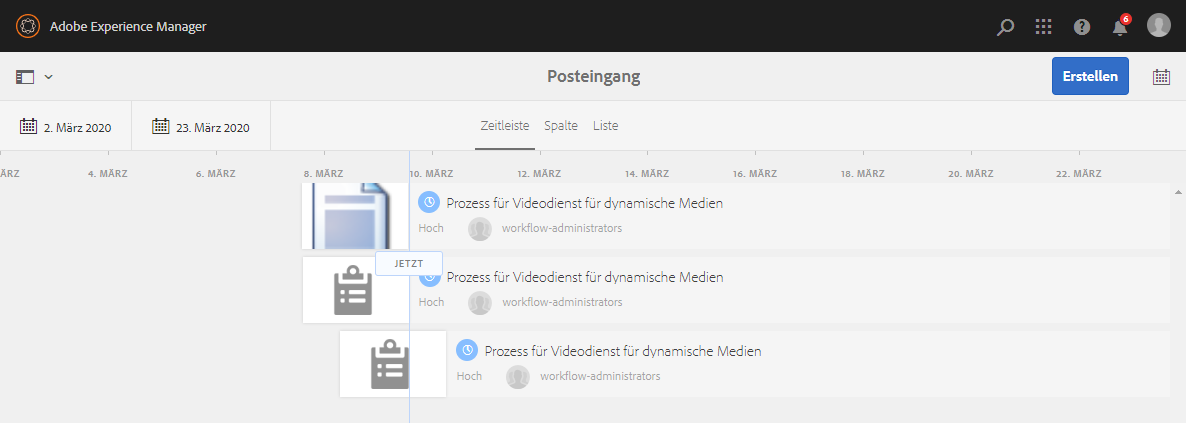 Adobe Experience Manager
6
Posteingang
Erstellen
2. März 2020
23. März 2020
Zeitleiste Spalte Liste
ÄRZ 4. MÄRZ 6. MÄRZ 8. MÄRZ 10. MÄRZ 12. MÄRZ 14. MÄRZ 16. MÄRZ 18. MÄRZ 20. MÄRZ 22. MÄRZ
Prozess für Videodienst für dynamische Medien
Hoch workflow-administrators
JETZT
Prozess für Videodienst für dynamische Medien
Hoch workflow-administrators
Prozess für Videodienst für dynamische Medien
Hoch workflow-administrators